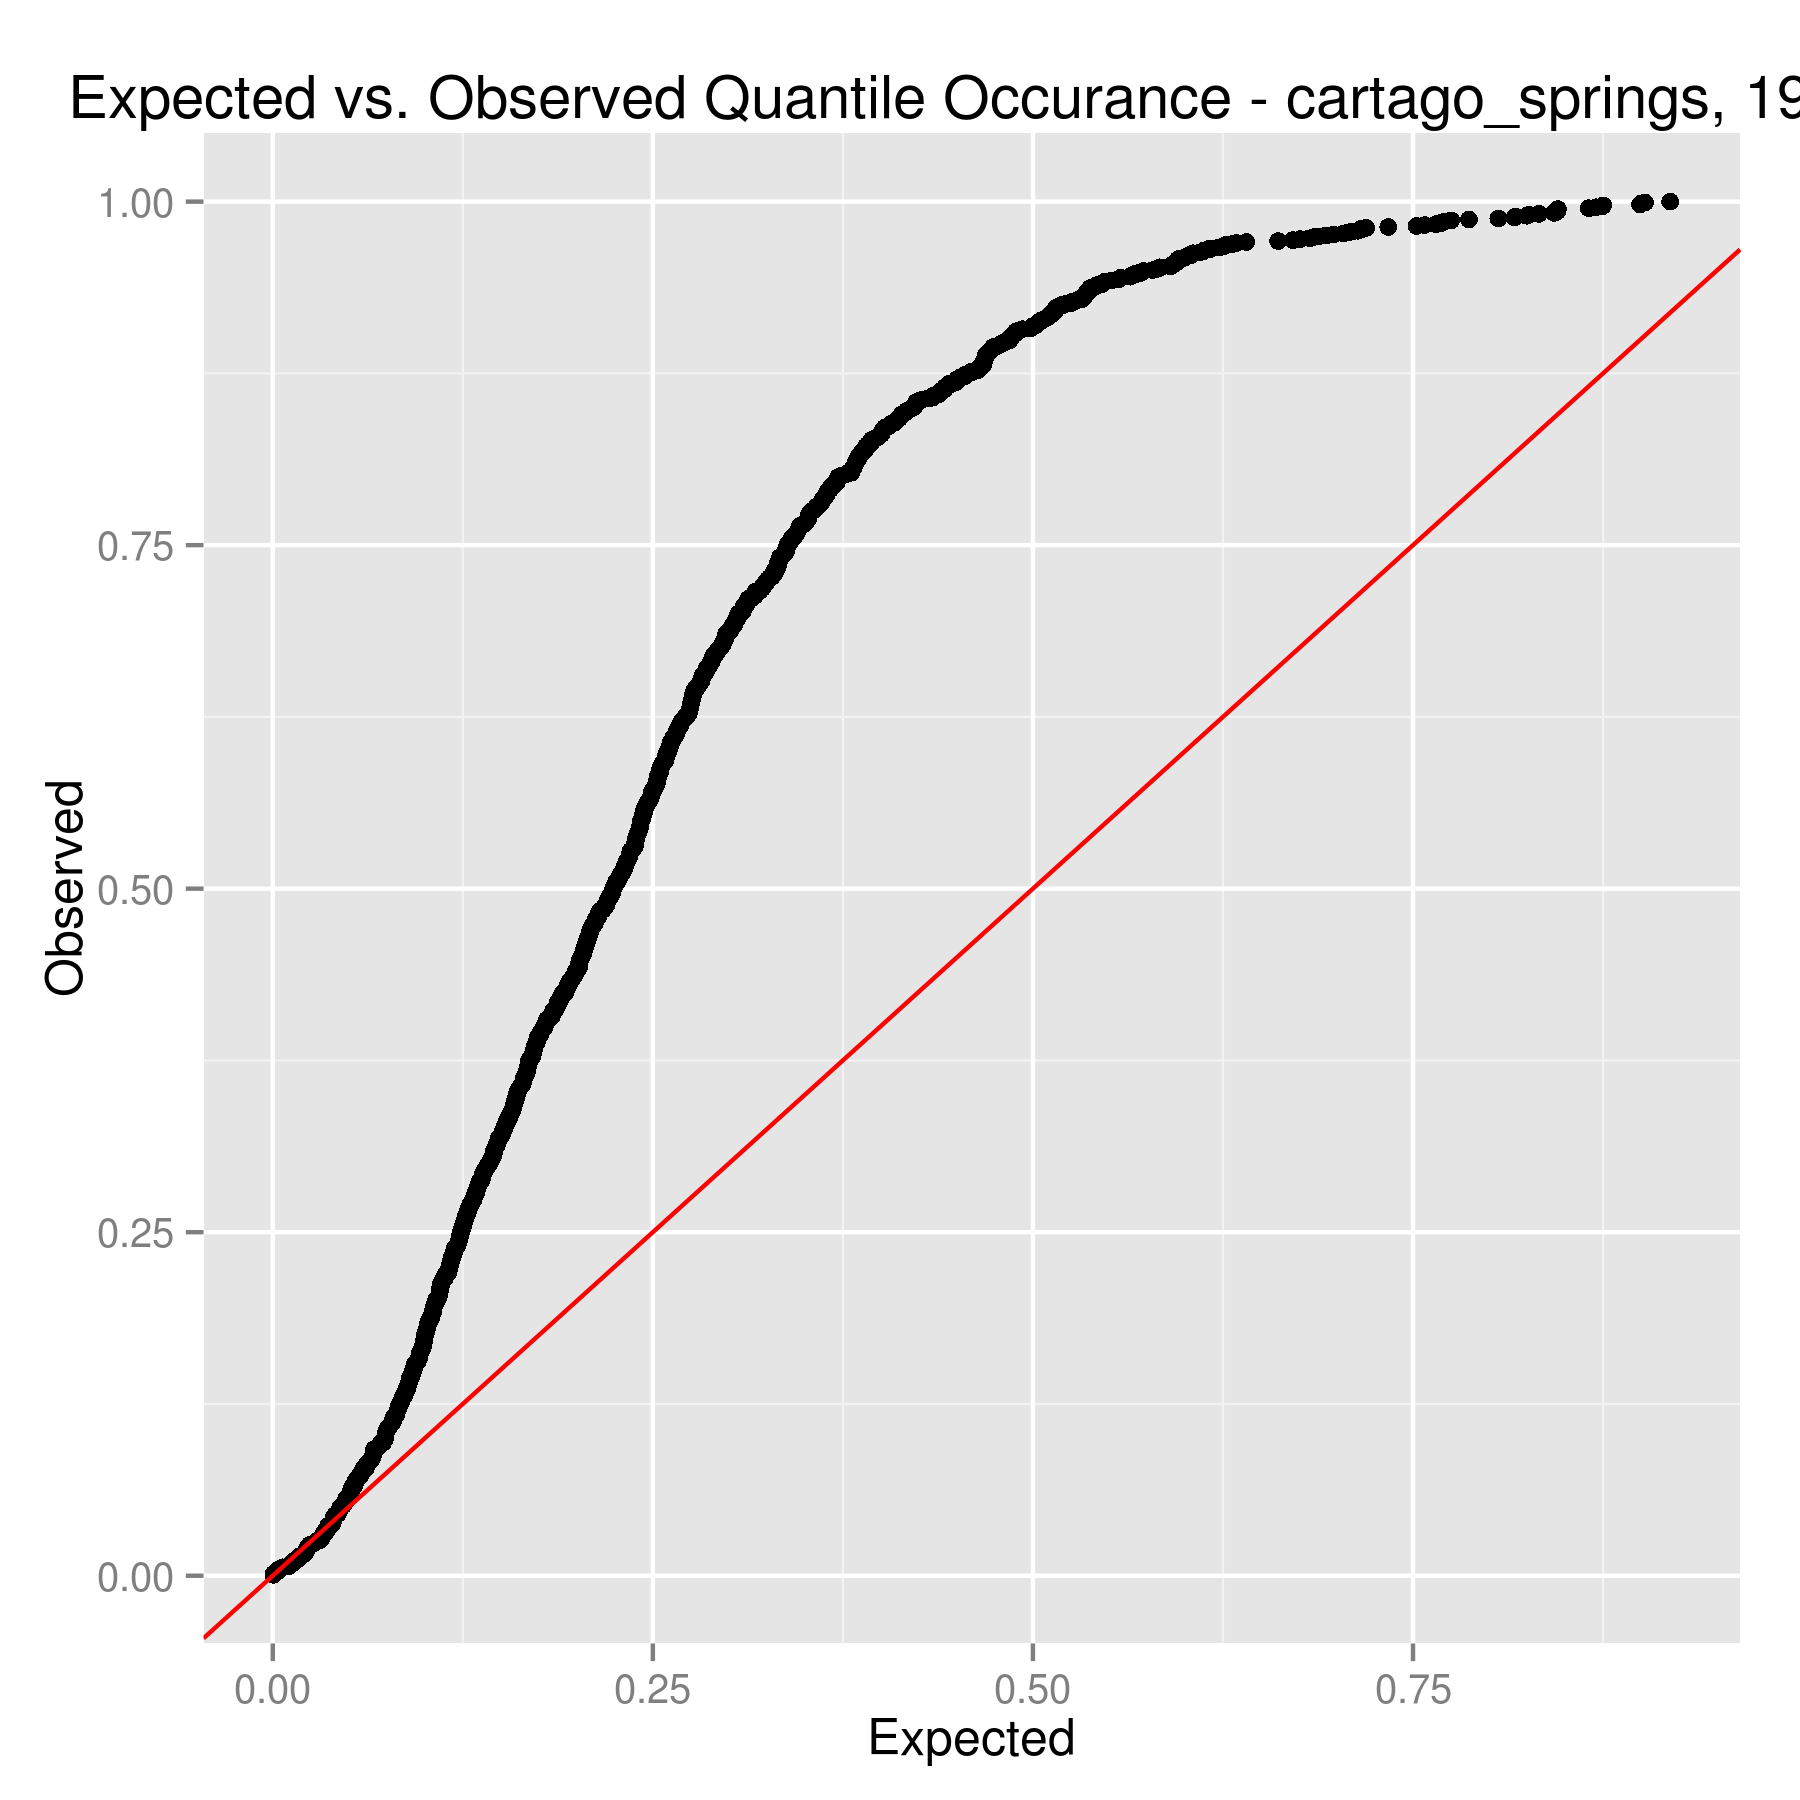 Expected vs. Observed Quantile Occurance - cartago_springs, 19
1.00
0.75
0.50
0.25
0.00
Observed
0.00 0.25 0.50 0.75
Expected